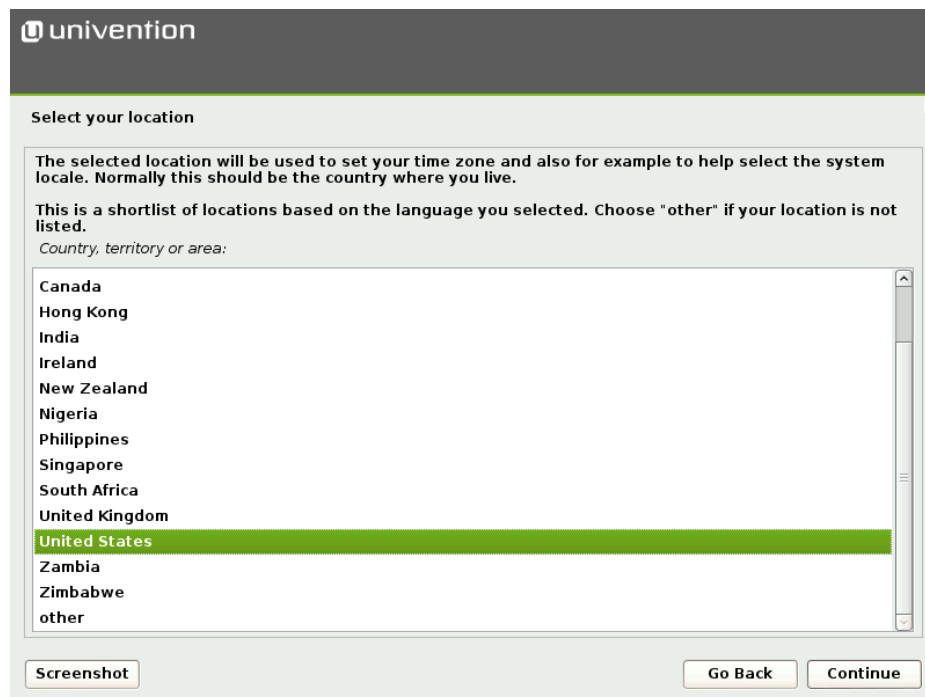 univention
Select your location
The selected location will be used to set your time zone and also for example to help select the system
locale. Normally this should be the country where you live.
This is a shortlist of locations based on the language you selected. Choose "other" if your location is not
listed.
Country, territory or area:
Canada
Hong Kong
India
Ireland
New Zealand
Nigeria
Philippines
Singapore
South Africa
United Kingdom
United States
Zambia
Zimbabwe
other
Screenshot
Go Back
Continue